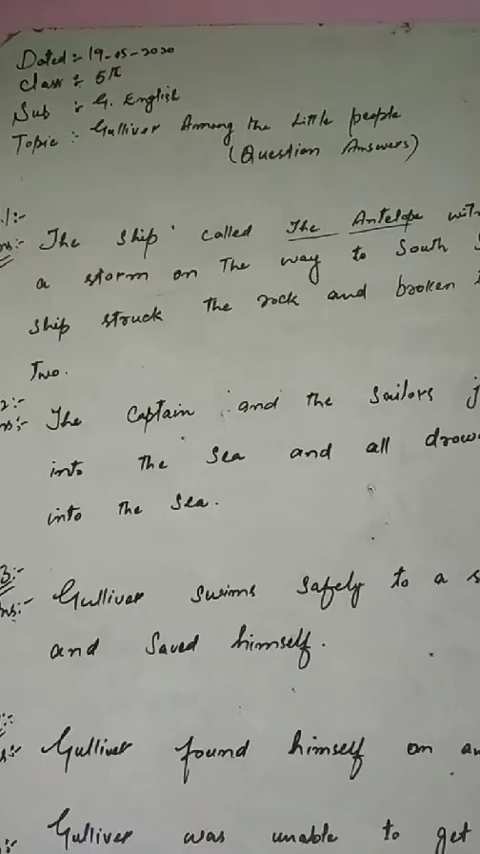 Dated :- 19-05-2020
Class :- 5th
Sub :- G. English
Topic :- Gulliver Among the Little people
(Question Answers)
1:-
The ship called The Antelope
a storm on The way to South
ship struck the rock and broken
Two.
2:-
The Captain and the Sailors
into the Sea and all
into the Sea.
3:-
Gulliver swims safely to a
and saved himself.
Gulliver found himself on
Gulliver was unable to get